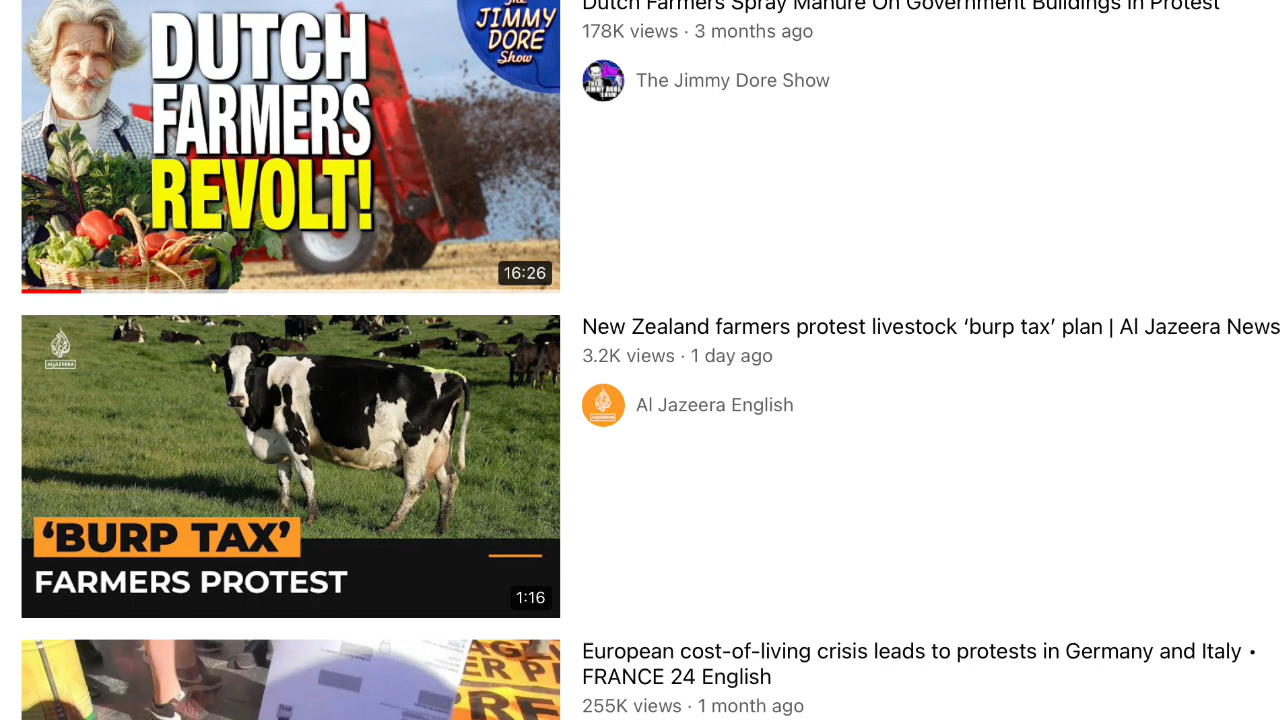 Dutch Farmers Spray Manure On Government Buildings In Protest
178K views · 3 months ago
The Jimmy Dore Show
The
JIMMY
DORE
Show
DUTCH
FARMERS
REVOLT!
16:26
New Zealand farmers protest livestock ‘burp tax’ plan | Al Jazeera News
3.2K views · 1 day ago
Al Jazeera English
ALJAZEERA
‘BURP TAX’
FARMERS PROTEST
1:16
European cost-of-living crisis leads to protests in Germany and Italy •
FRANCE 24 English
255K views · 1 month ago